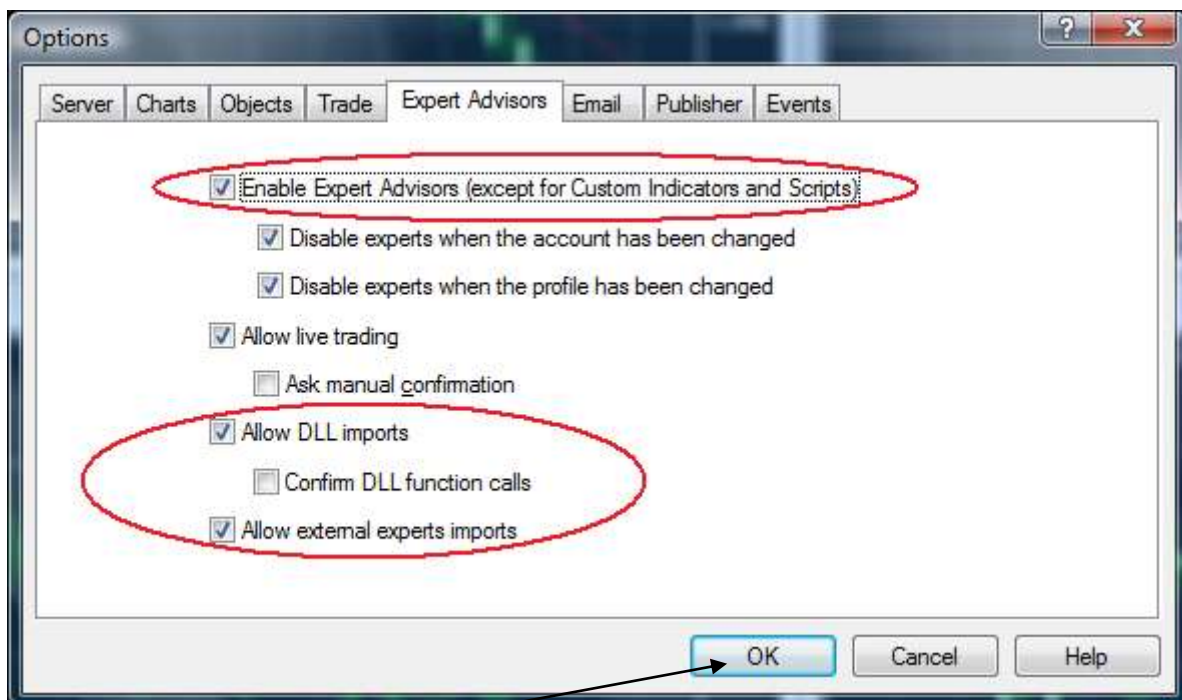 Options
Server Charts Objects Trade Expert Advisors Email Publisher Events
Enable Expert Advisors (except for Custom Indicators and Scripts)
Disable experts when the account has been changed
Disable experts when the profile has been changed
Allow live trading
Ask manual confirmation
Allow DLL imports
Confirm DLL function calls
Allow external experts imports
OK Cancel Help